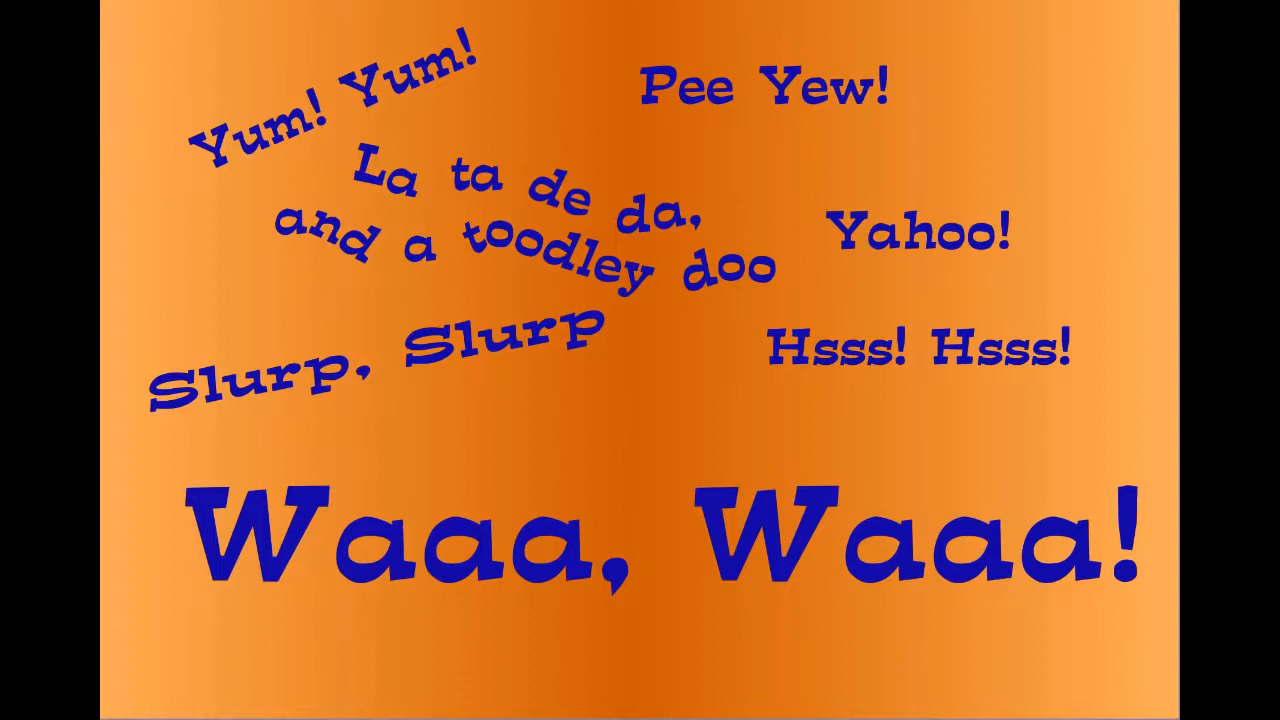 Yum! Yum!
Pee Yew!
La ta de da,
and a toodley doo
Yahoo!
Slurp, Slurp
Hsss! Hsss!
Waaa, Waaa!